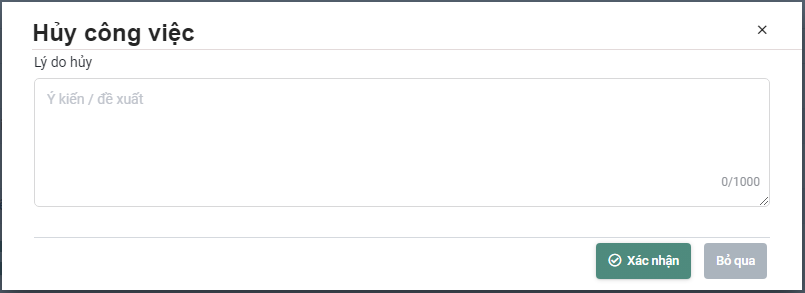 Hủy công việc
Lý do hủy
Ý kiến / đề xuất
0/1000
Xác nhận
Bỏ qua